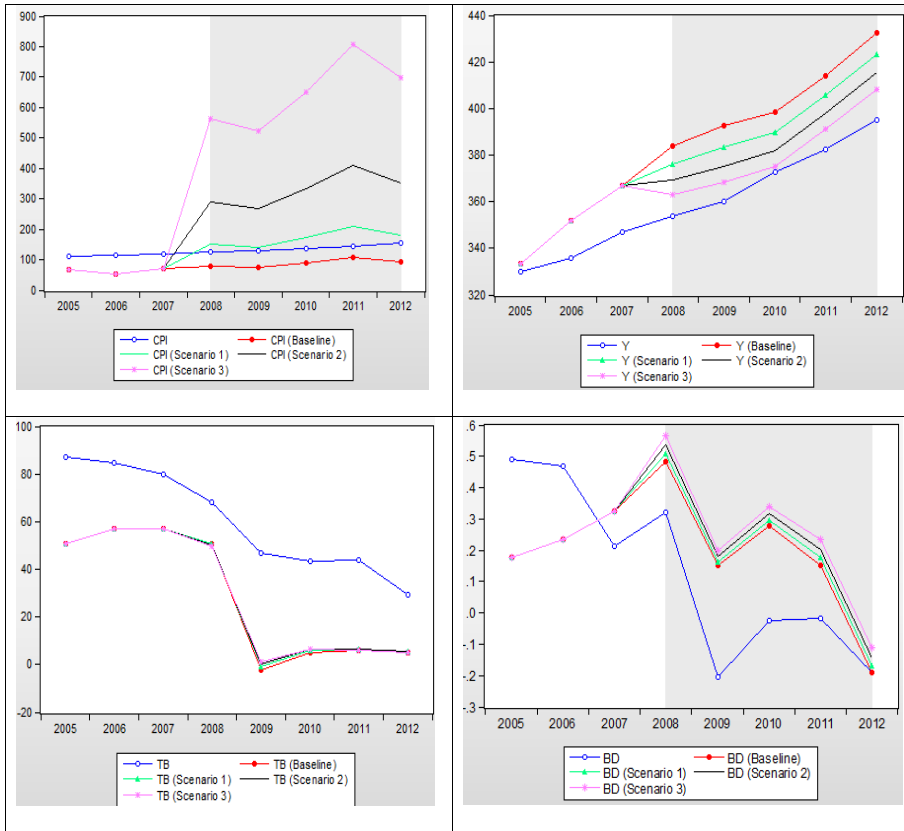 900
800
700
600
500
400
300
200
100
0
2005 2006 2007 2008 2009 2010 2011 2012
CPI CPI (Baseline)
CPI (Scenario 1) CPI (Scenario 2)
CPI (Scenario 3)
440
420
400
380
360
340
320
2005 2006 2007 2008 2009 2010 2011 2012
Y Y (Baseline)
Y (Scenario 1) Y (Scenario 2)
Y (Scenario 3)
100
80
60
40
20
0
-20
2005 2006 2007 2008 2009 2010 2011 2012
TB TB (Baseline)
TB (Scenario 1) TB (Scenario 2)
TB (Scenario 3)
.6
.5
.4
.3
.2
.1
.0
-.1
-.2
-.3
2005 2006 2007 2008 2009 2010 2011 2012
BD BD (Baseline)
BD (Scenario 1) BD (Scenario 2)
BD (Scenario 3)